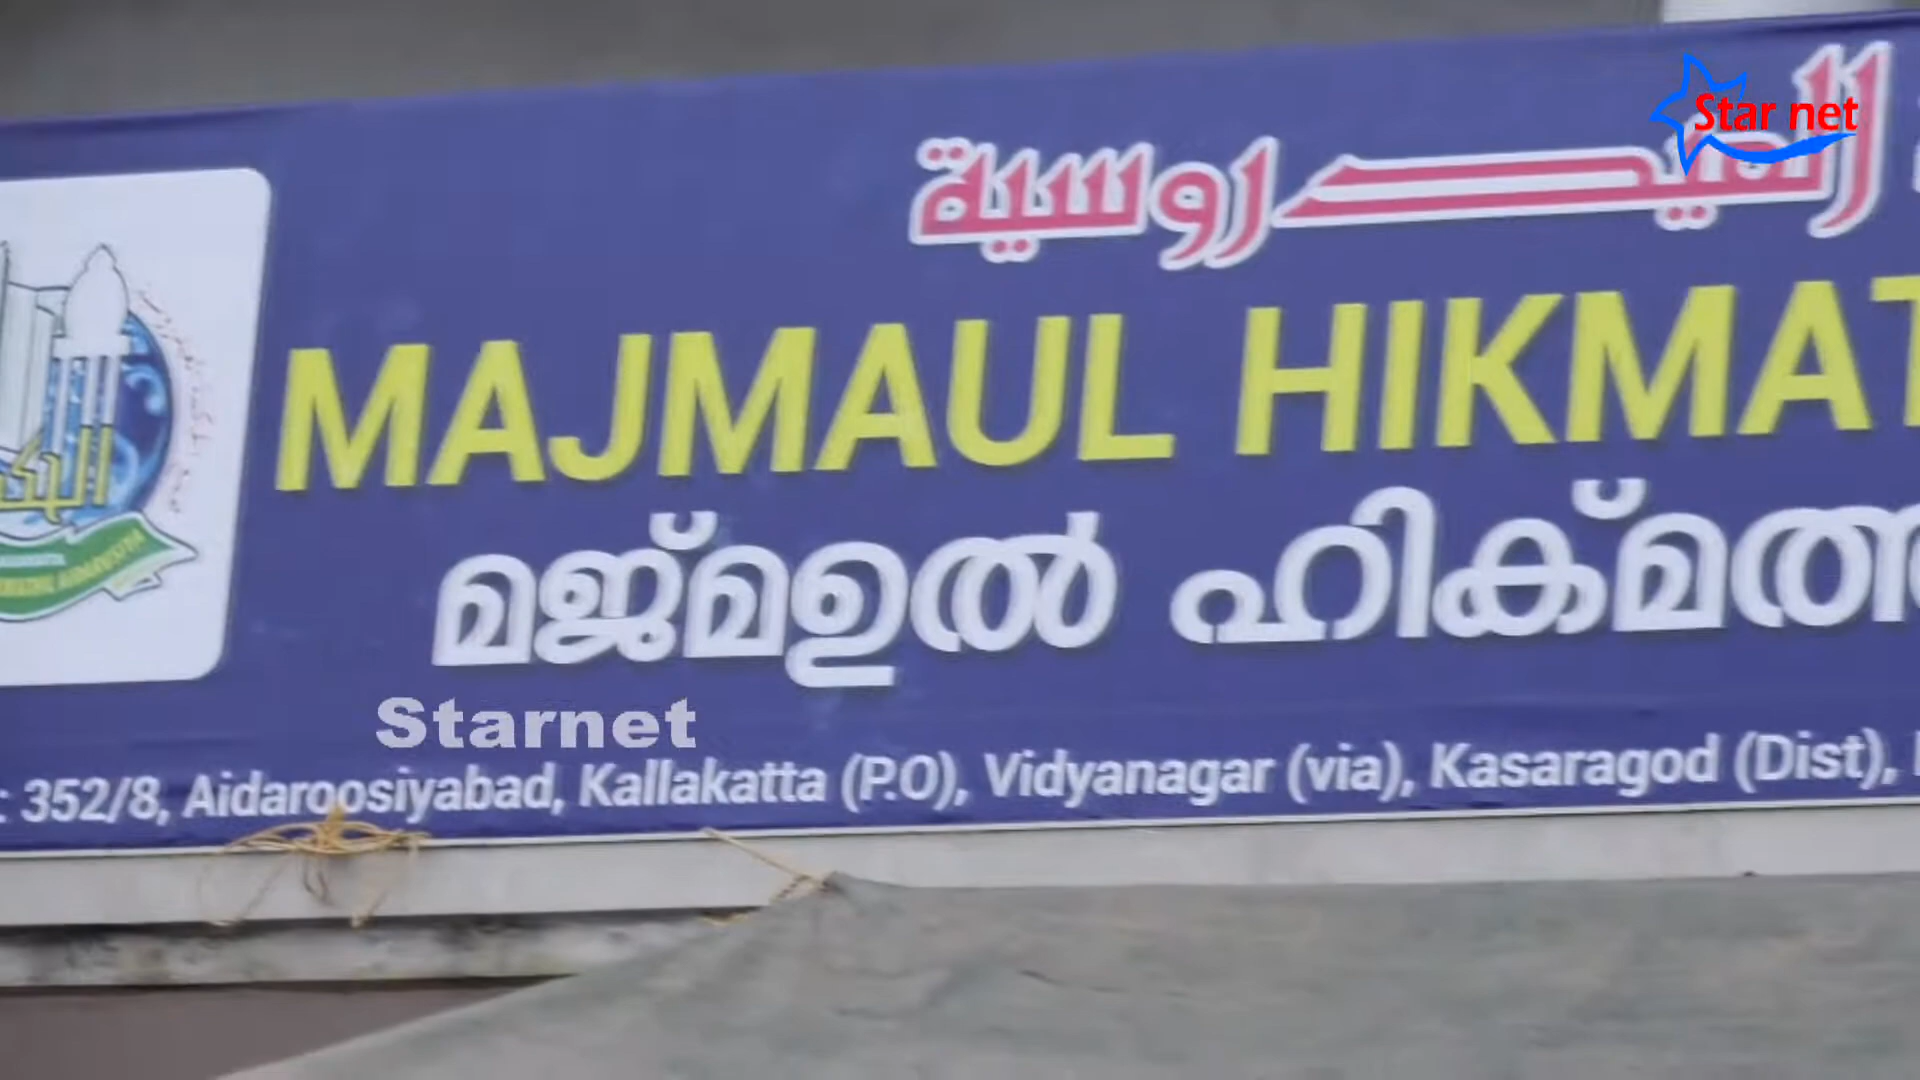 Star net
العيدروسية
MAJMAUL HIKMAT
മജ്മഉൽ ഹിക്മത്
Starnet
: 352/8, Aidaroosiyabad, Kallakatta (P.O), Vidyanagar (via), Kasaragod (Dist),